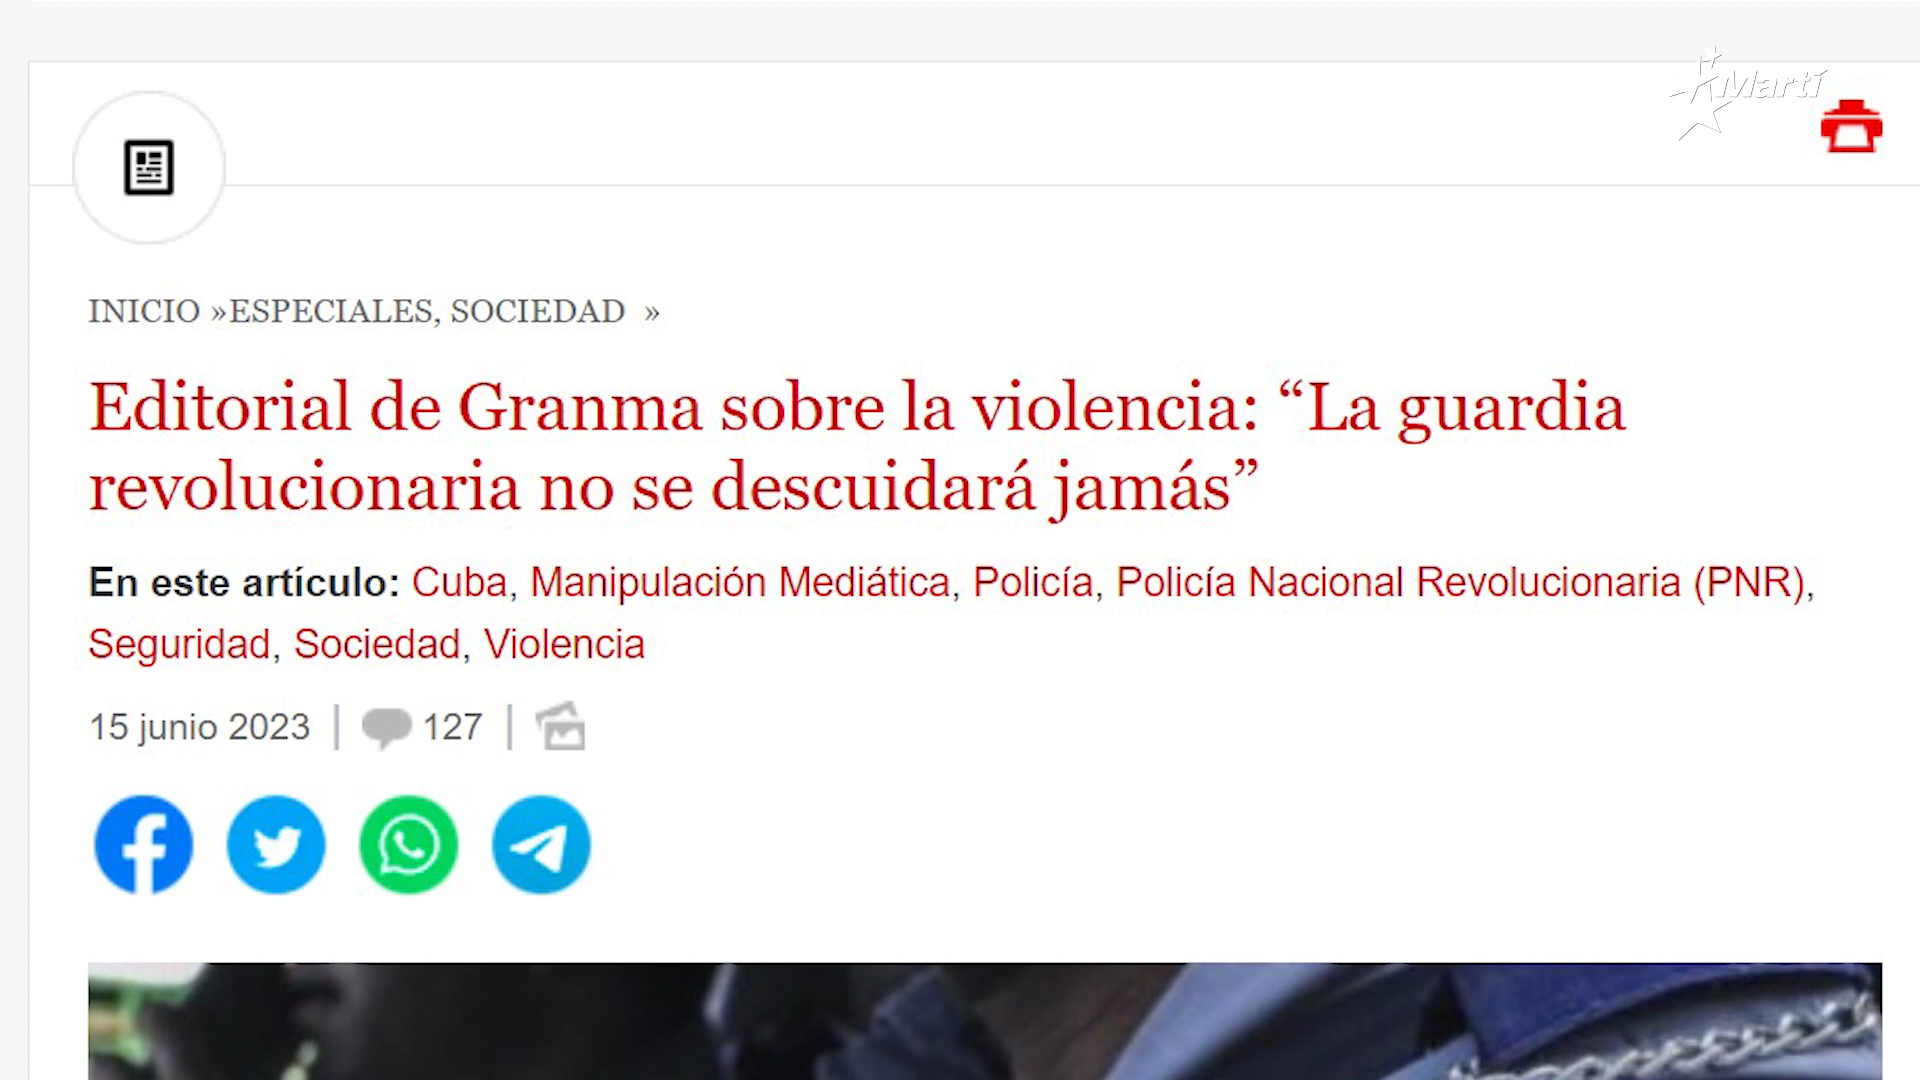 Martí
INICIO »ESPECIALES, SOCIEDAD »
Editorial de Granma sobre la violencia: “La guardia
revolucionaria no se descuidará jamás”
En este artículo: Cuba, Manipulación Mediática, Policía, Policía Nacional Revolucionaria (PNR),
Seguridad, Sociedad, Violencia
15 junio 2023 | 127 |